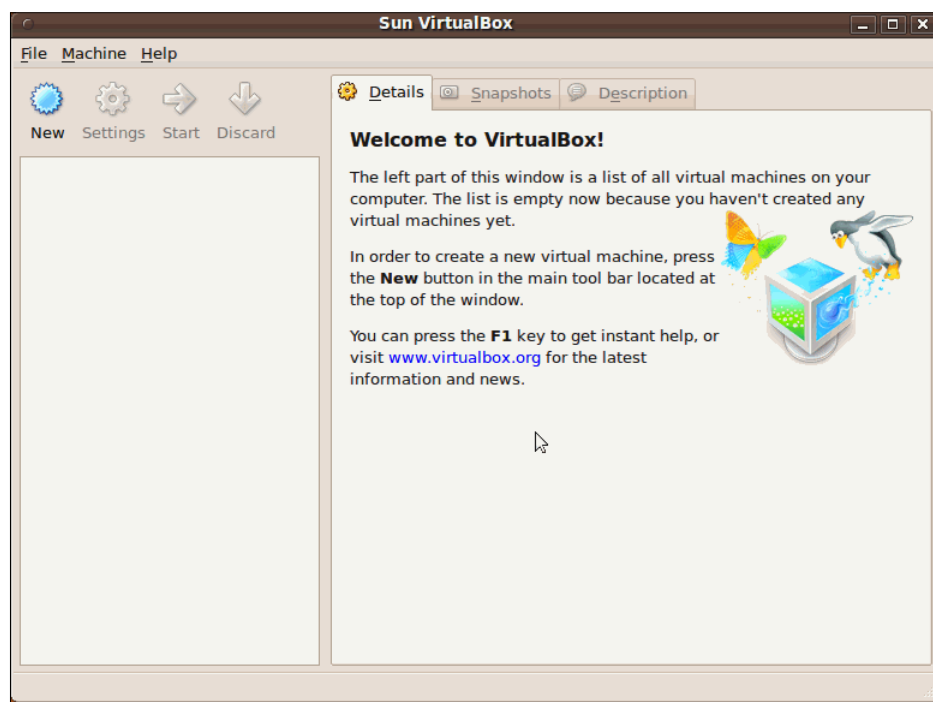 Sun VirtualBox
File Machine Help
New Settings Start Discard
Details Snapshots Description
Welcome to VirtualBox!
The left part of this window is a list of all virtual machines on your
computer. The list is empty now because you haven't created any
virtual machines yet.
In order to create a new virtual machine, press
the New button in the main tool bar located at
the top of the window.
You can press the F1 key to get instant help, or
visit www.virtualbox.org for the latest
information and news.